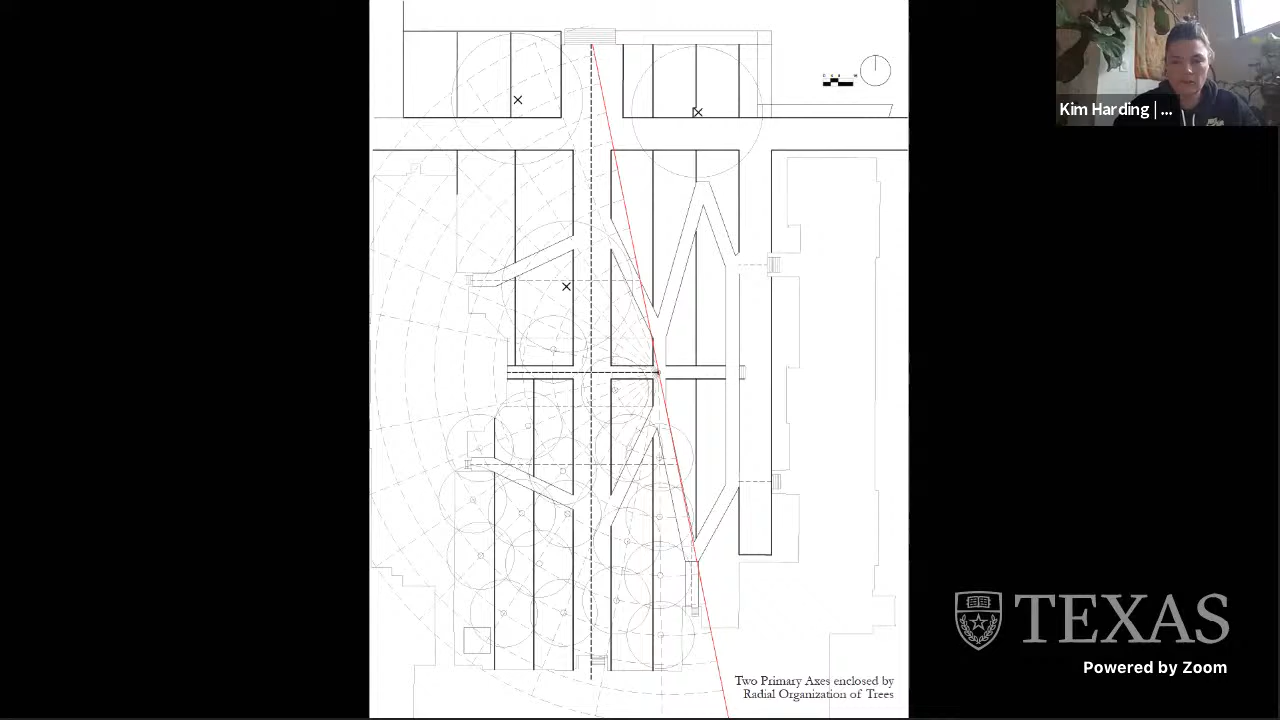 Kim Harding | ...
TEXAS
Powered by Zoom
Two Primary Axes enclosed by
Radial Organization of Trees